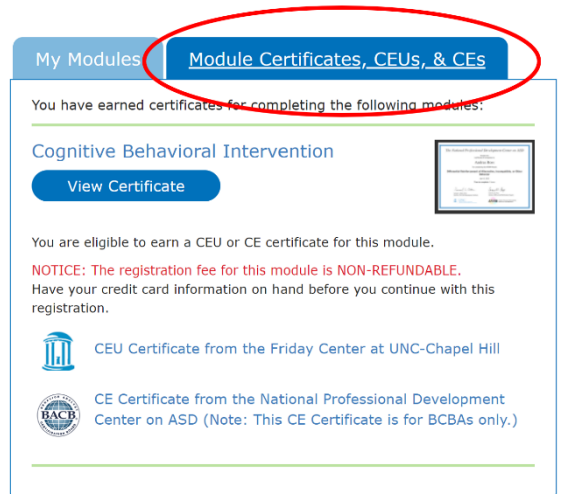 My Modules
Module Certificates, CEUs, & CEs
You have earned certificates for completing the following modules:
Cognitive Behavioral Intervention
View Certificate
You are eligible to earn a CEU or CE certificate for this module.
NOTICE: The registration fee for this module is NON-REFUNDABLE.
Have your credit card information on hand before you continue with this
registration.
CEU Certificate from the Friday Center at UNC-Chapel Hill
BACB
CE Certificate from the National Professional Development
Center on ASD (Note: This CE Certificate is for BCBAs only.)